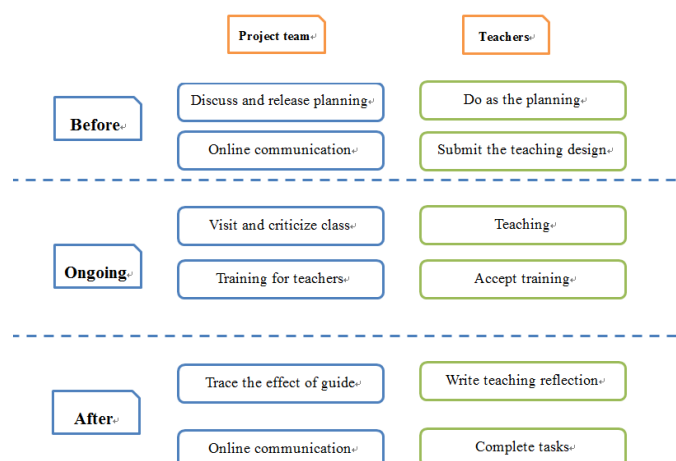 Project team
Teachers
Before
Discuss and release planning
Do as the planning
Online communication
Submit the teaching design
Ongoing
Visit and criticize class
Teaching
Training for teachers
Accept training
After
Trace the effect of guide
Write teaching reflection
Online communication
Complete tasks